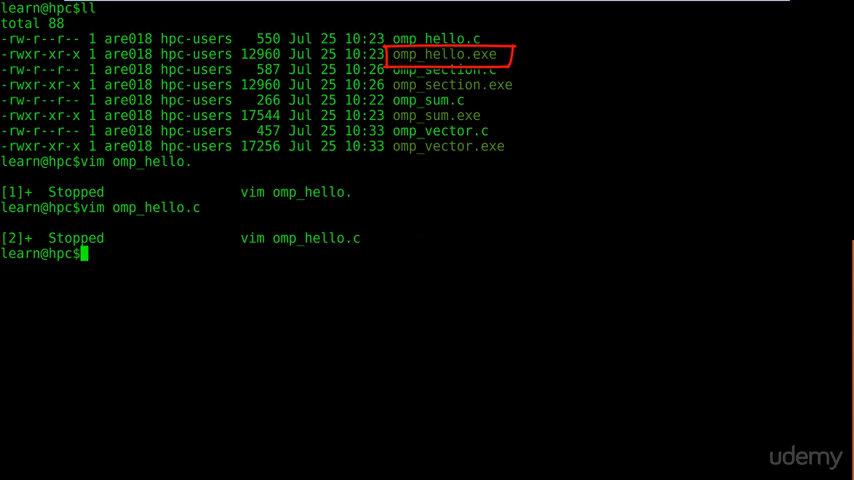 learn@hpc$ll
total 88
-rw-r--r-- 1 are018 hpc-users   550 Jul 25 10:23 omp_hello.c
-rwxr-xr-x 1 are018 hpc-users 12960 Jul 25 10:23 omp_hello.exe
-rw-r--r-- 1 are018 hpc-users   587 Jul 25 10:26 omp_section.c
-rwxr-xr-x 1 are018 hpc-users 12960 Jul 25 10:26 omp_section.exe
-rw-r--r-- 1 are018 hpc-users   266 Jul 25 10:22 omp_sum.c
-rwxr-xr-x 1 are018 hpc-users 17544 Jul 25 10:23 omp_sum.exe
-rw-r--r-- 1 are018 hpc-users   457 Jul 25 10:33 omp_vector.c
-rwxr-xr-x 1 are018 hpc-users 17256 Jul 25 10:33 omp_vector.exe
learn@hpc$vim omp_hello.
[1]+  Stopped                 vim omp_hello.
learn@hpc$vim omp_hello.c
[2]+  Stopped                 vim omp_hello.c
learn@hpc$
udemy